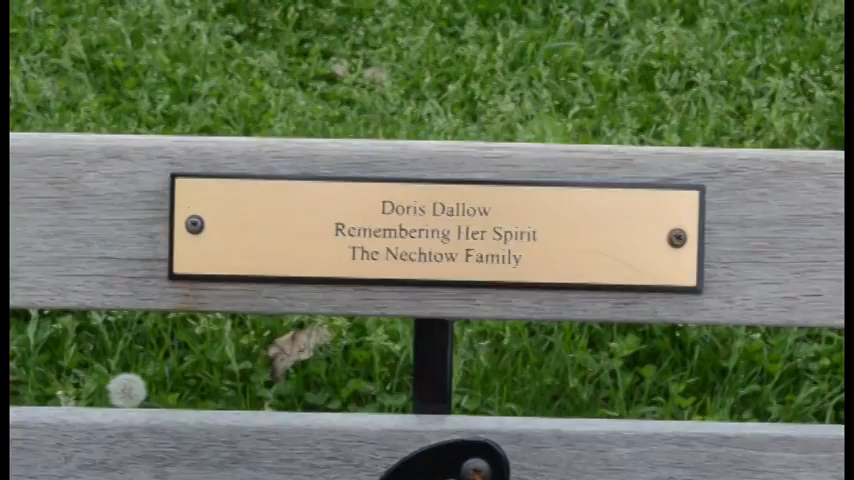 Doris Dallow
Remembering Her Spirit
The Nechtow Family